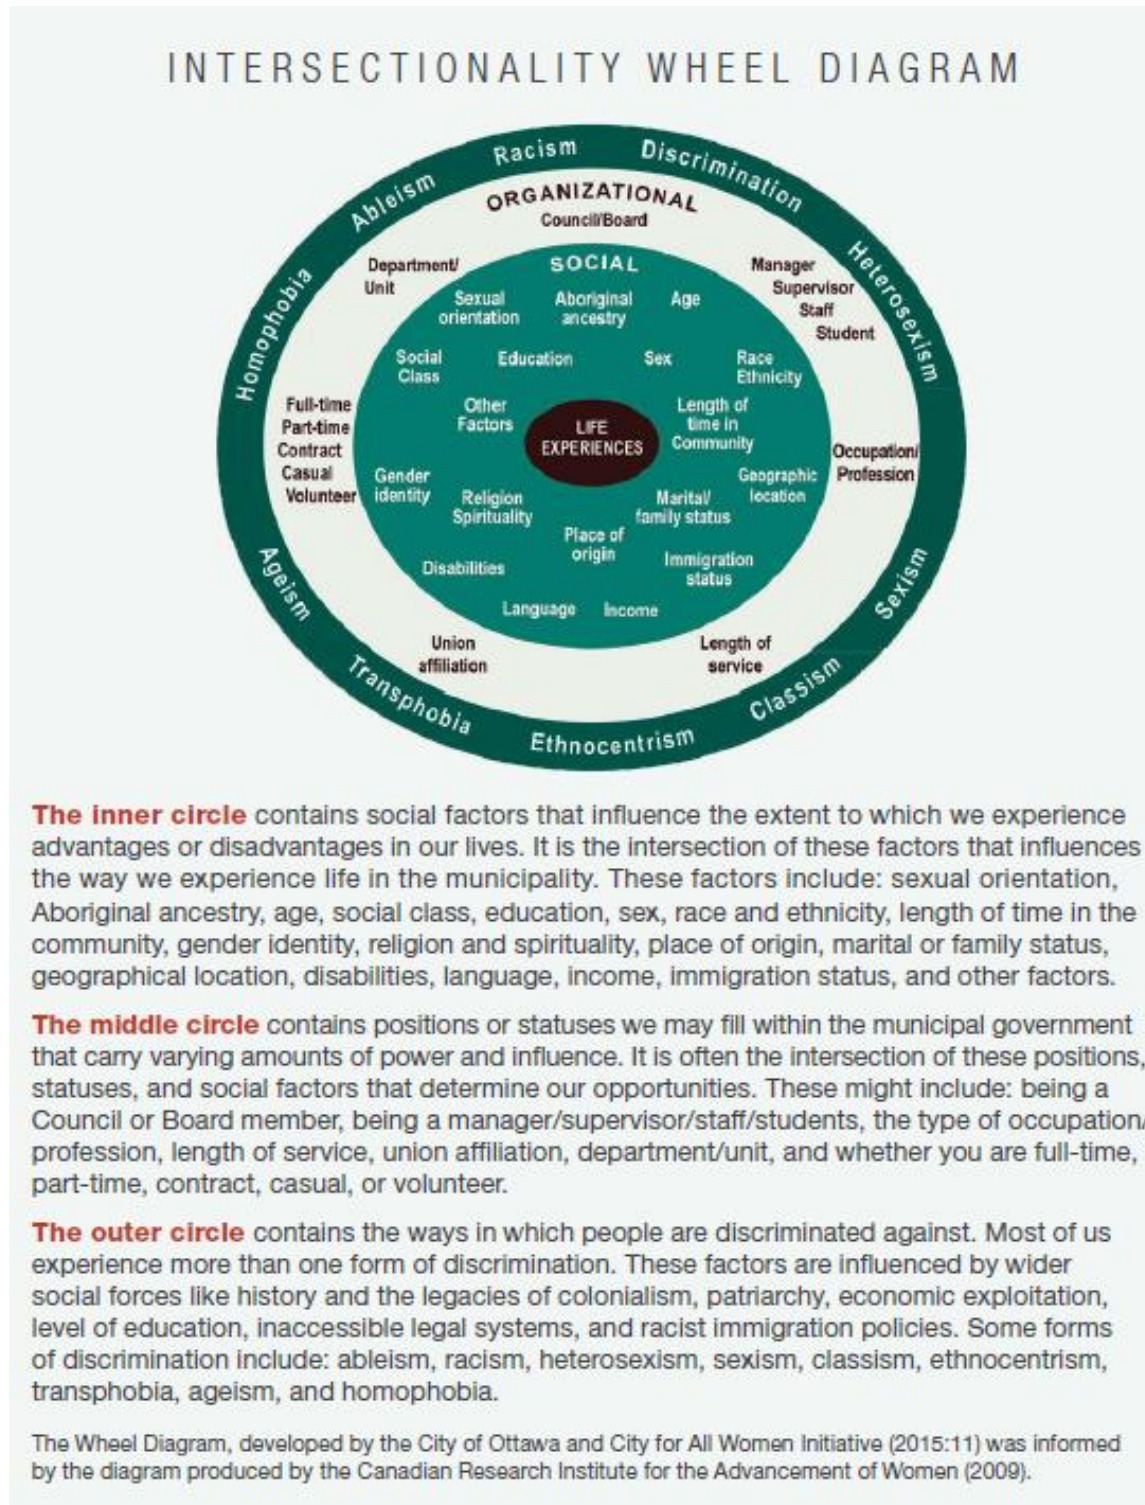 INTERSECTIONALITY WHEEL DIAGRAM
Racism
Discrimination
Ableism
Heterosexism
Homophobia
Sexism
Ageism
Classism
Transphobia
Ethnocentrism
ORGANIZATIONAL
Council/Board
Department/
Unit
Manager
Supervisor
Staff
Student
Full-time
Part-time
Contract
Casual
Volunteer
Occupation/
Profession
Union
affiliation
Length of
service
SOCIAL
Sexual
orientation
Aboriginal
ancestry
Age
Social
Class
Education
Sex
Race
Ethnicity
Other
Factors
LIFE
EXPERIENCES
Length of
time in
Community
Gender
identity
Religion
Spirituality
Marital/
family status
Geographic
location
Place of
origin
Disabilities
Immigration
status
Language
Income
The inner circle contains social factors that influence the extent to which we experience
advantages or disadvantages in our lives. It is the intersection of these factors that influences
the way we experience life in the municipality. These factors include: sexual orientation,
Aboriginal ancestry, age, social class, education, sex, race and ethnicity, length of time in the
community, gender identity, religion and spirituality, place of origin, marital or family status,
geographical location, disabilities, language, income, immigration status, and other factors.
The middle circle contains positions or statuses we may fill within the municipal government
that carry varying amounts of power and influence. It is often the intersection of these positions,
statuses, and social factors that determine our opportunities. These might include: being a
Council or Board member, being a manager/supervisor/staff/students, the type of occupation/
profession, length of service, union affiliation, department/unit, and whether you are full-time,
part-time, contract, casual, or volunteer.
The outer circle contains the ways in which people are discriminated against. Most of us
experience more than one form of discrimination. These factors are influenced by wider
social forces like history and the legacies of colonialism, patriarchy, economic exploitation,
level of education, inaccessible legal systems, and racist immigration policies. Some forms
of discrimination include: ableism, racism, heterosexism, sexism, classism, ethnocentrism,
transphobia, ageism, and homophobia.
The Wheel Diagram, developed by the City of Ottawa and City for All Women Initiative (2015:11) was informed
by the diagram produced by the Canadian Research Institute for the Advancement of Women (2009).